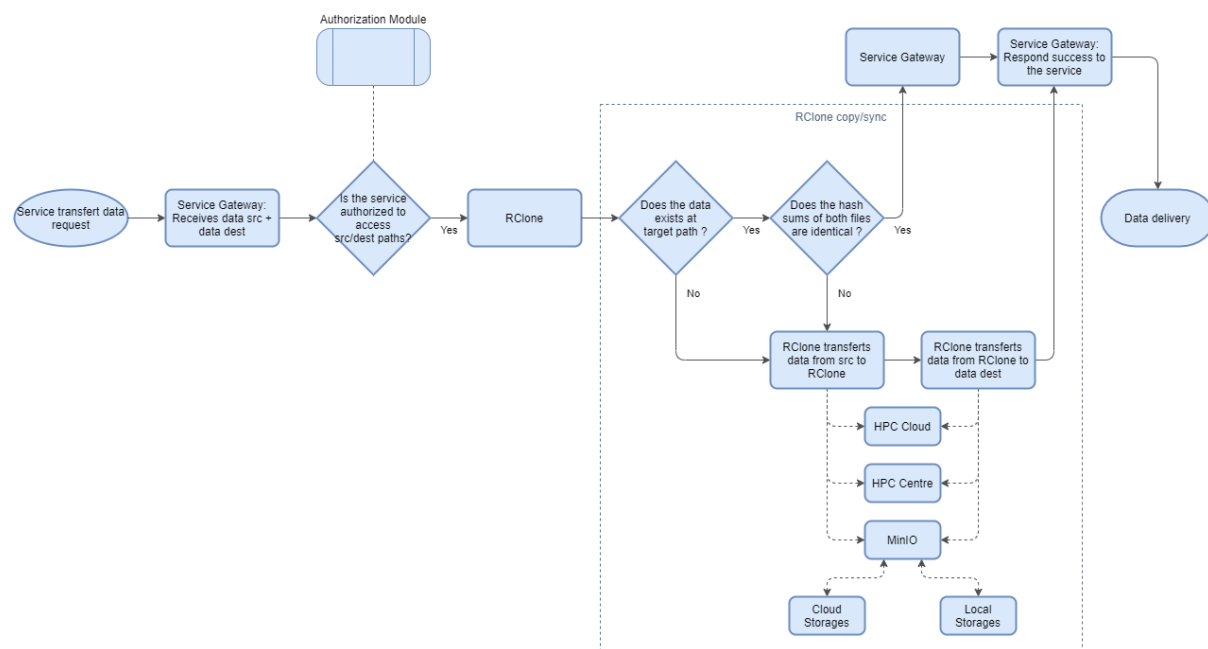 Authorization Module
Service transfert data
request
Service Gateway:
Receives data src +
data dest
Is the service
authorized to
access
src/dest paths?
Yes
RClone
RClone copy/sync
Does the data
exists at
target path ?
Yes
No
Does the hash
sums of both files
are identical ?
Yes
No
Service Gateway
Service Gateway:
Respond success to
the service
Data delivery
RClone transferts
data from src to
RClone
RClone transferts
data from RClone to
data dest
HPC Cloud
HPC Centre
MinIO
Cloud
Storages
Local
Storages